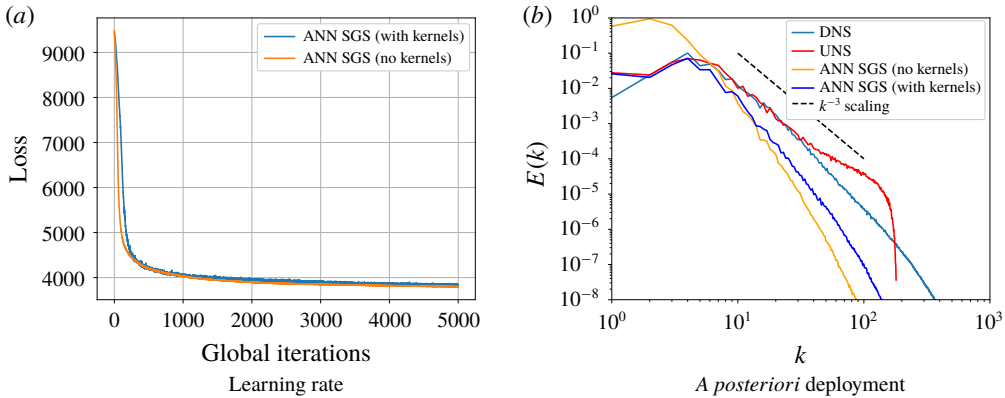 (a)
9000
8000
7000
6000
5000
4000
Loss
0 1000 2000 3000 4000 5000
Global iterations
ANN SGS (with kernels)
ANN SGS (no kernels)
Learning rate
(b)
10^1
10^0
10^−1
10^−2
10^−3
10^−4
10^−5
10^−6
10^−7
10^−8
E(k)
10^0 10^1 10^2 10^3
k
DNS
UNS
ANN SGS (no kernels)
ANN SGS (with kernels)
k^−3 scaling
A posteriori deployment